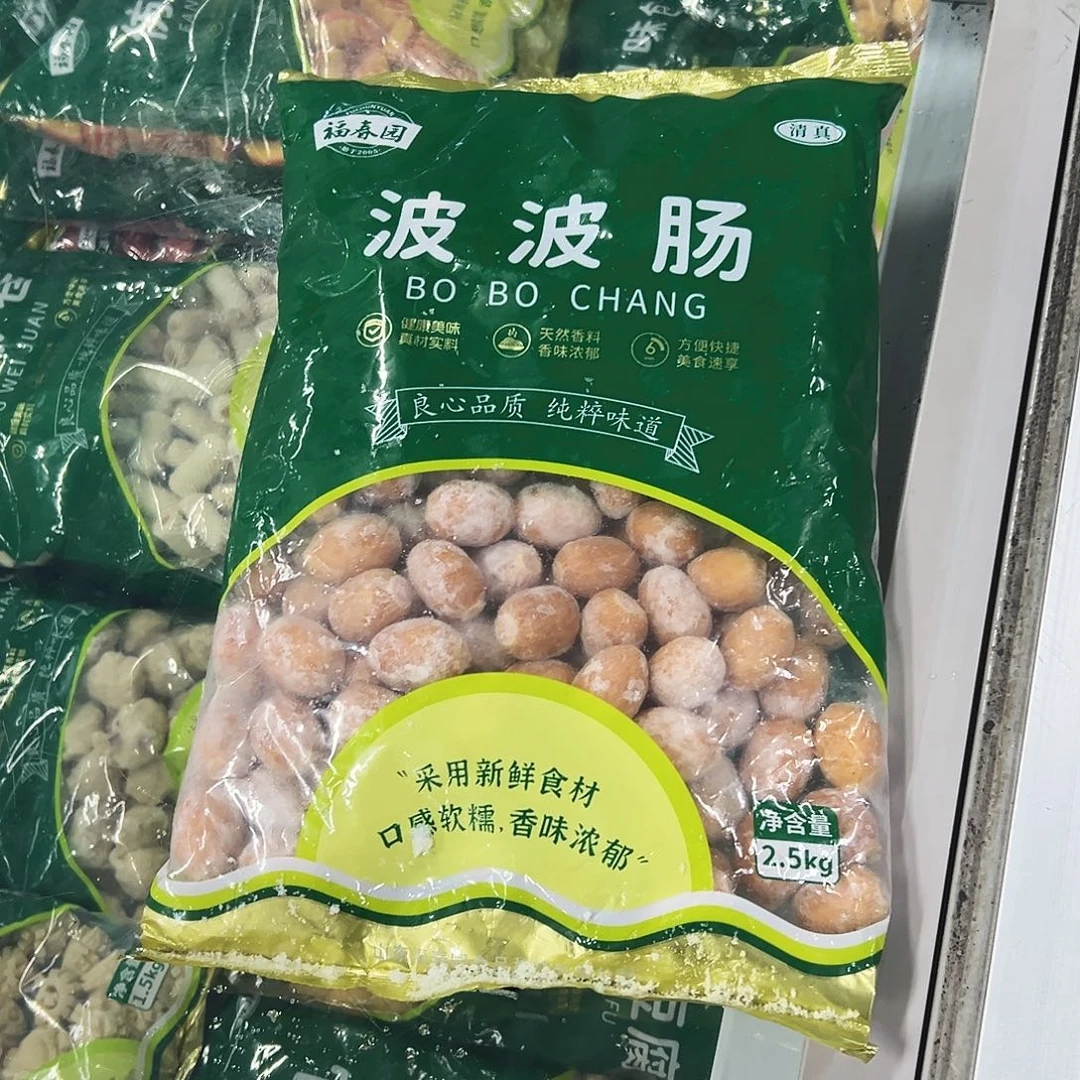 福春园
清真
波波肠
BO BO CHANG
健康美味
真材实料
天然香料
香味浓郁
方便快捷
美食速享
良心品质 纯粹味道
"采用新鲜食材
口感软糯,香味浓郁"
净含量
2.5kg
1.5kg